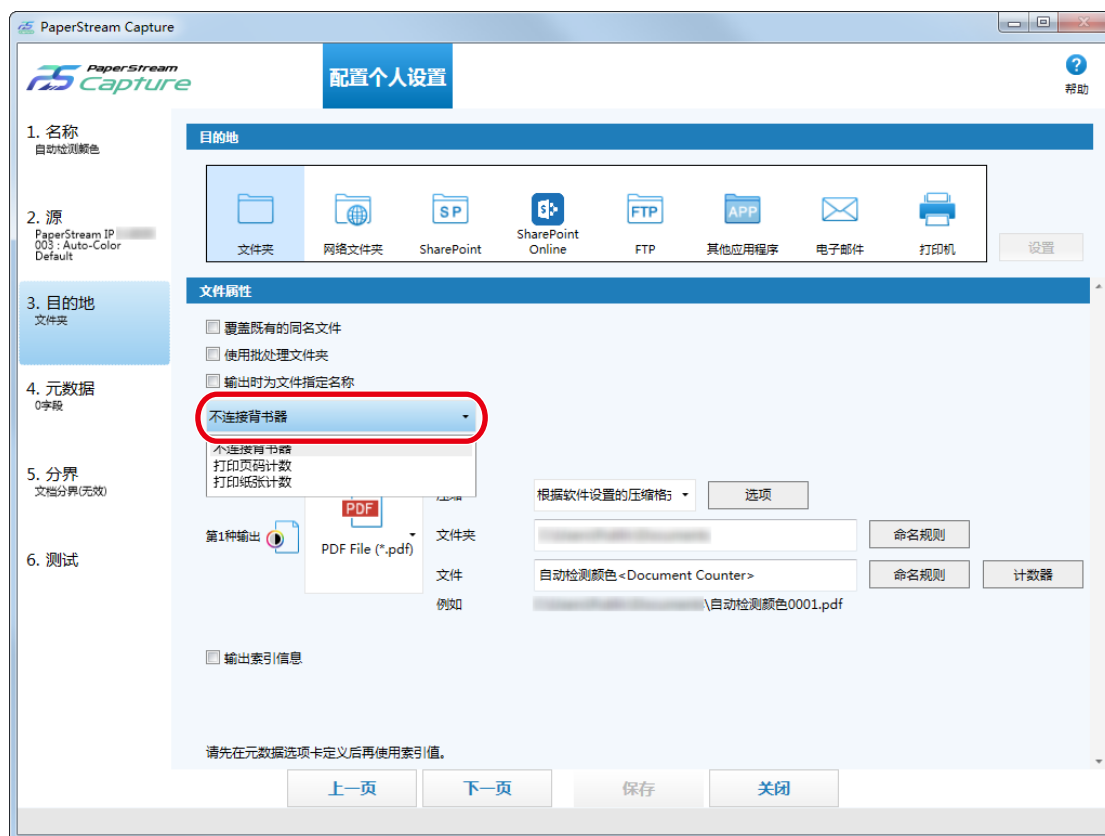 PaperStream Capture
PaperStream
Capture
配置个人设置
帮助
1. 名称
自动检测颜色
2. 源
PaperStream IP
003 : Auto-Color
Default
3. 目的地
文件夹
4. 元数据
0字段
5. 分界
文档分界(无效)
6. 测试
目的地
文件夹
网络文件夹
SP
SharePoint
S
SharePoint
Online
FTP
FTP
APP
其他应用程序
电子邮件
打印机
设置
文件属性
覆盖既有的同名文件
使用批处理文件夹
输出时为文件指定名称
不连接背书器
不连接背书器
打印页码计数
打印纸张计数
第1种输出
PDF
PDF File (*.pdf)
根据软件设置的压缩格
选项
文件夹
命名规则
文件
自动检测颜色<Document Counter>
命名规则
计数器
例如
\自动检测颜色0001.pdf
输出索引信息
请先在元数据选项卡定义后再使用索引值。
上一页
下一页
保存
关闭